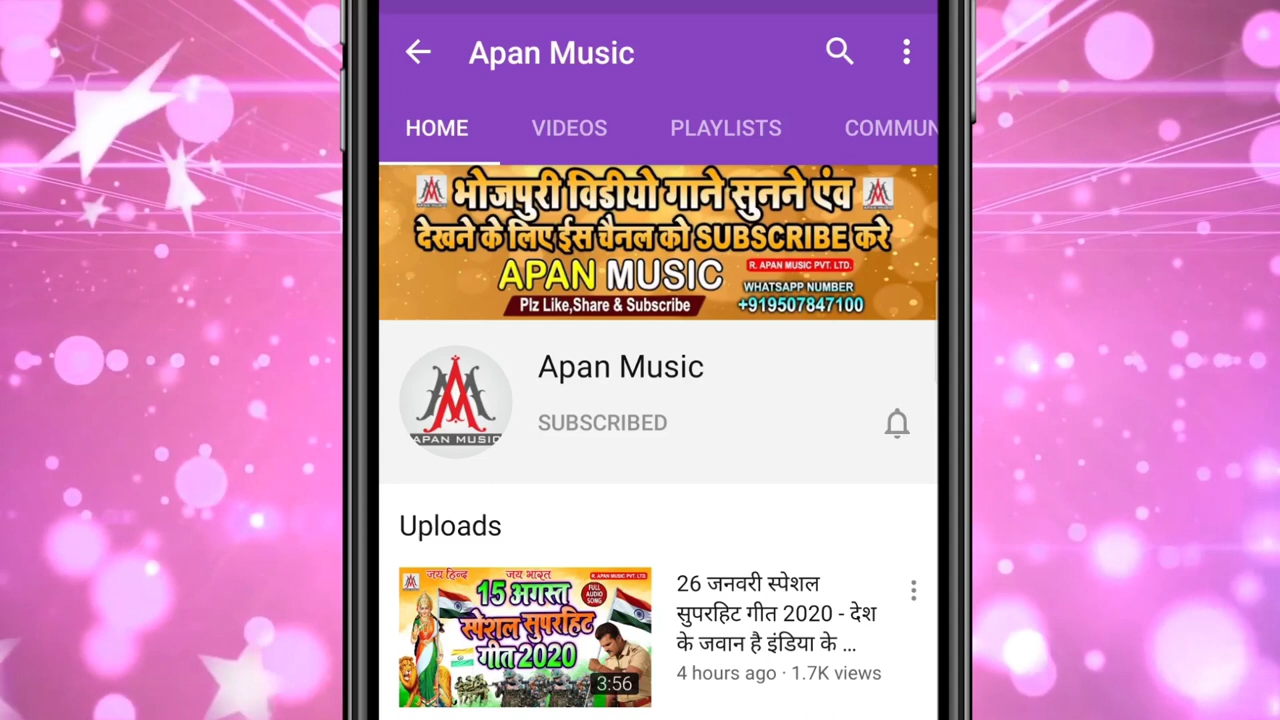 Apan Music
HOME VIDEOS PLAYLISTS COMMUN
भोजपुरी विडीयो गाने सुनने एंव
देखने के लिए ईस चैनल को SUBSCRIBE करे
APAN MUSIC
R. APAN MUSIC PVT. LTD.
WHATSAPP NUMBER
Plz Like,Share & Subscribe
+919507847100
Apan Music
APAN MUSIC
SUBSCRIBED
Uploads
जय हिन्द जय भारत
R. APAN MUSIC PVT. LTD
15 अगस्त
FULL
AUDIO
SONG
स्पेशल सुपरहिट
गीत 2020
3:56
26 जनवरी स्पेशल
सुपरहिट गीत 2020 - देश
के जवान है इंडिया के ...
4 hours ago · 1.7K views